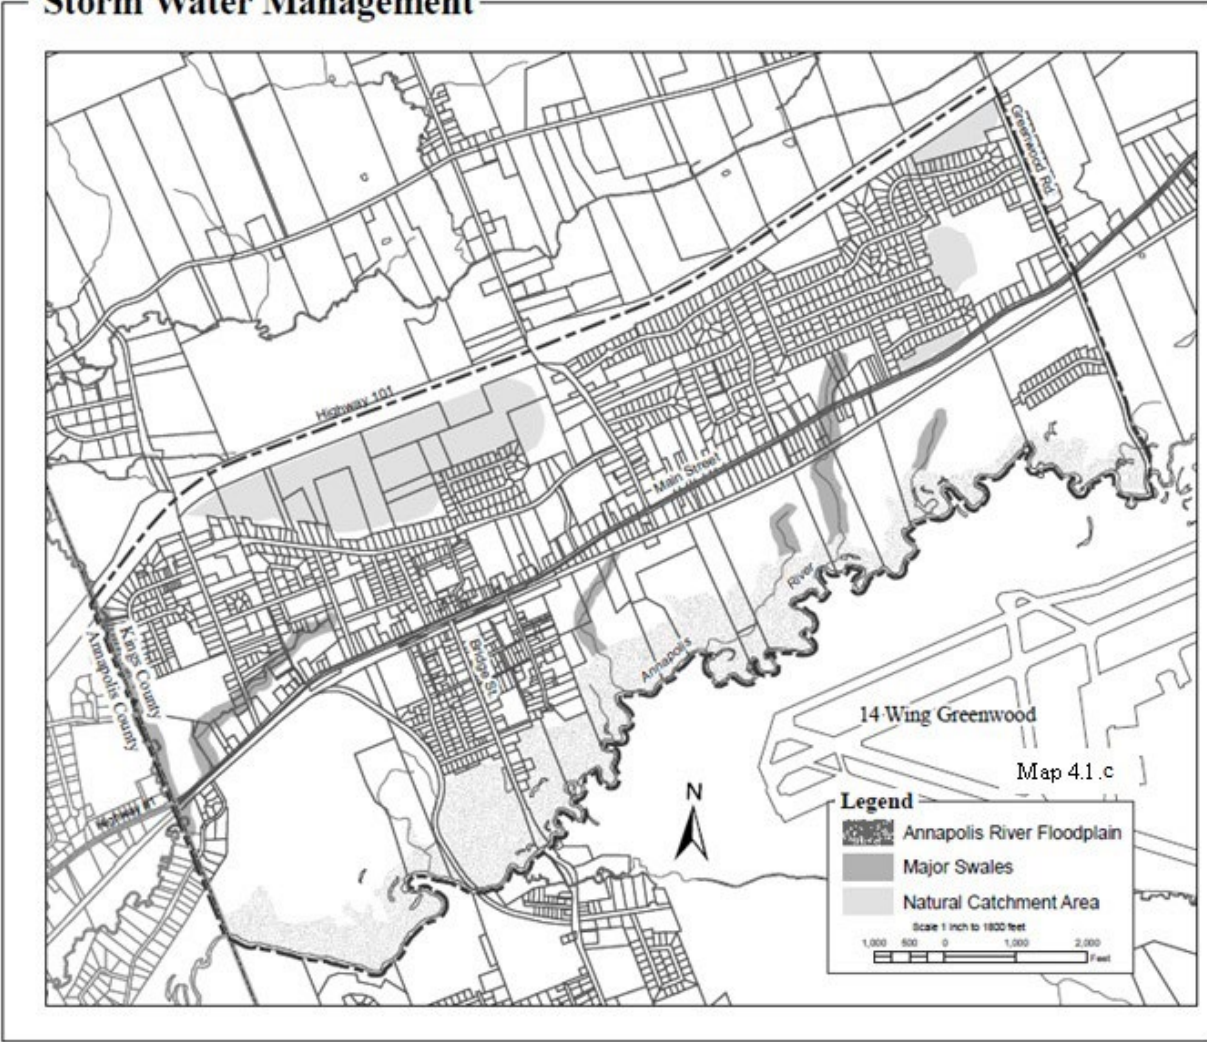 Storm Water Management
Greenwood Rd.
Highway 101
Main Street
River
Annapolis
Kings County
Annapolis County
Bridge St.
14 Wing Greenwood
Map 4.1.c
N
Legend
Annapolis River Floodplain
Major Swales
Natural Catchment Area
Scale 1 inch to 1800 feet
1,000 500 0 1,000 2,000
Feet